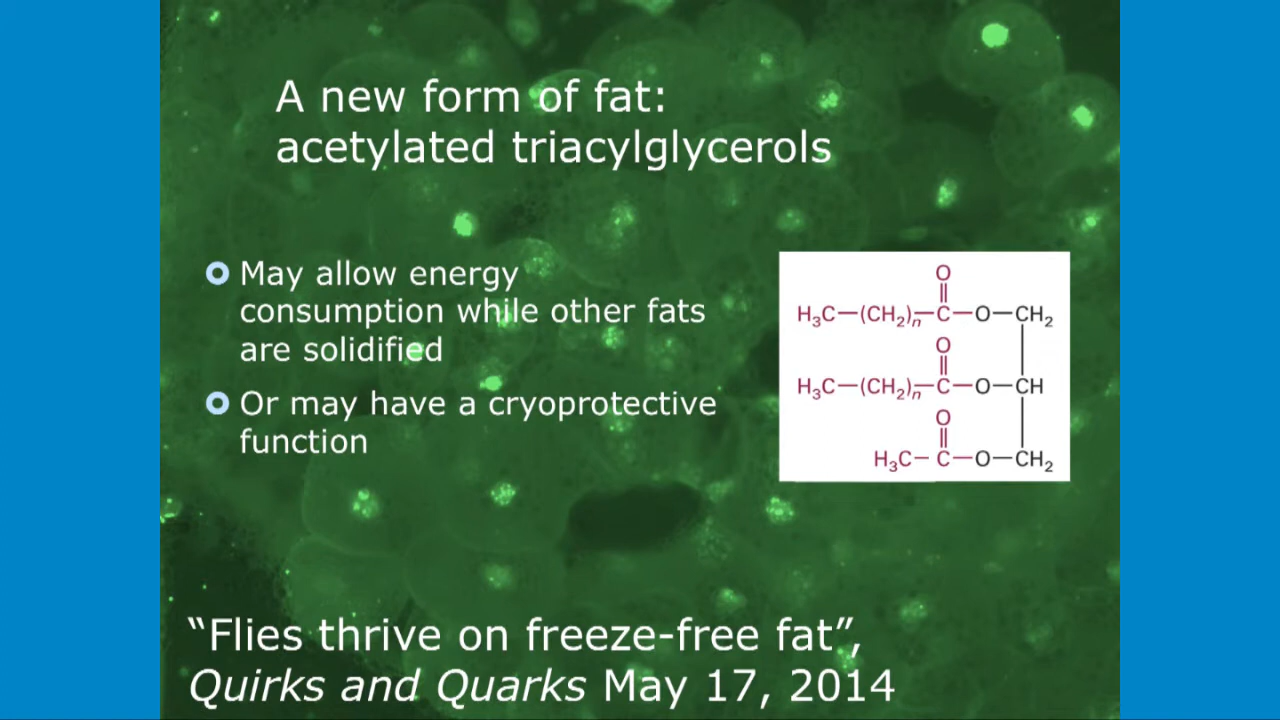 A new form of fat:
acetylated triacylglycerols
May allow energy
consumption while other fats
are solidified
Or may have a cryoprotective
function
O
H₃C—(CH₂)ₙ—C—O—CH₂
O
H₃C—(CH₂)ₙ—C—O—CH
O
H₃C—C—O—CH₂
“Flies thrive on freeze-free fat”,
Quirks and Quarks May 17, 2014